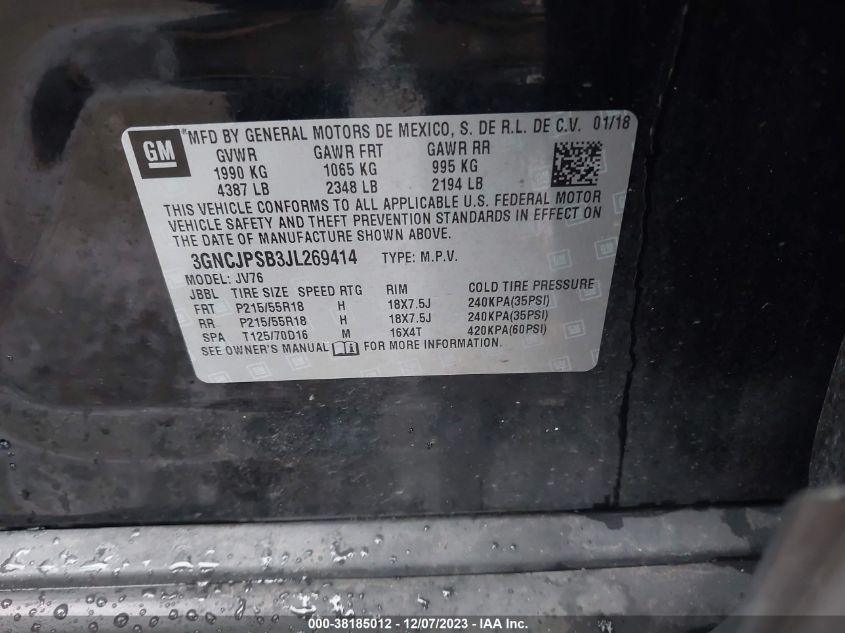 GM
MFD BY GENERAL MOTORS DE MEXICO, S. DE R.L. DE C.V. 01/18
GVWR GAWR FRT GAWR RR
1990 KG 1065 KG 995 KG
4387 LB 2348 LB 2194 LB
THIS VEHICLE CONFORMS TO ALL APPLICABLE U.S. FEDERAL MOTOR
VEHICLE SAFETY AND THEFT PREVENTION STANDARDS IN EFFECT ON
THE DATE OF MANUFACTURE SHOWN ABOVE.
3GNCJPSB3JL269414 TYPE: M.P.V.
MODEL: JV76
JBBL TIRE SIZE SPEED RTG RIM COLD TIRE PRESSURE
FRT P215/55R18 H 18X7.5J 240KPA(35PSI)
RR P215/55R18 H 18X7.5J 240KPA(35PSI)
SPA T125/70D16 M 16X4T 420KPA(60PSI)
SEE OWNER'S MANUAL FOR MORE INFORMATION.
000-38185012 - 12/07/2023 - IAA Inc.